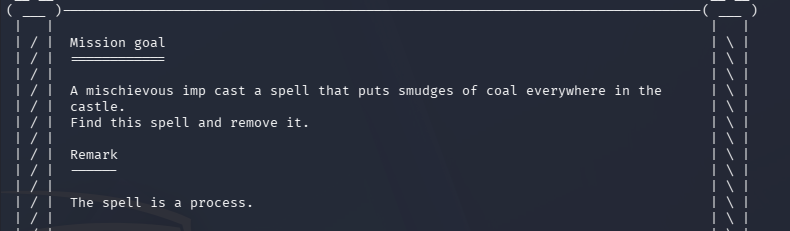 Mission goal
============
A mischievous imp cast a spell that puts smudges of coal everywhere in the
castle.
Find this spell and remove it.
Remark
------
The spell is a process.